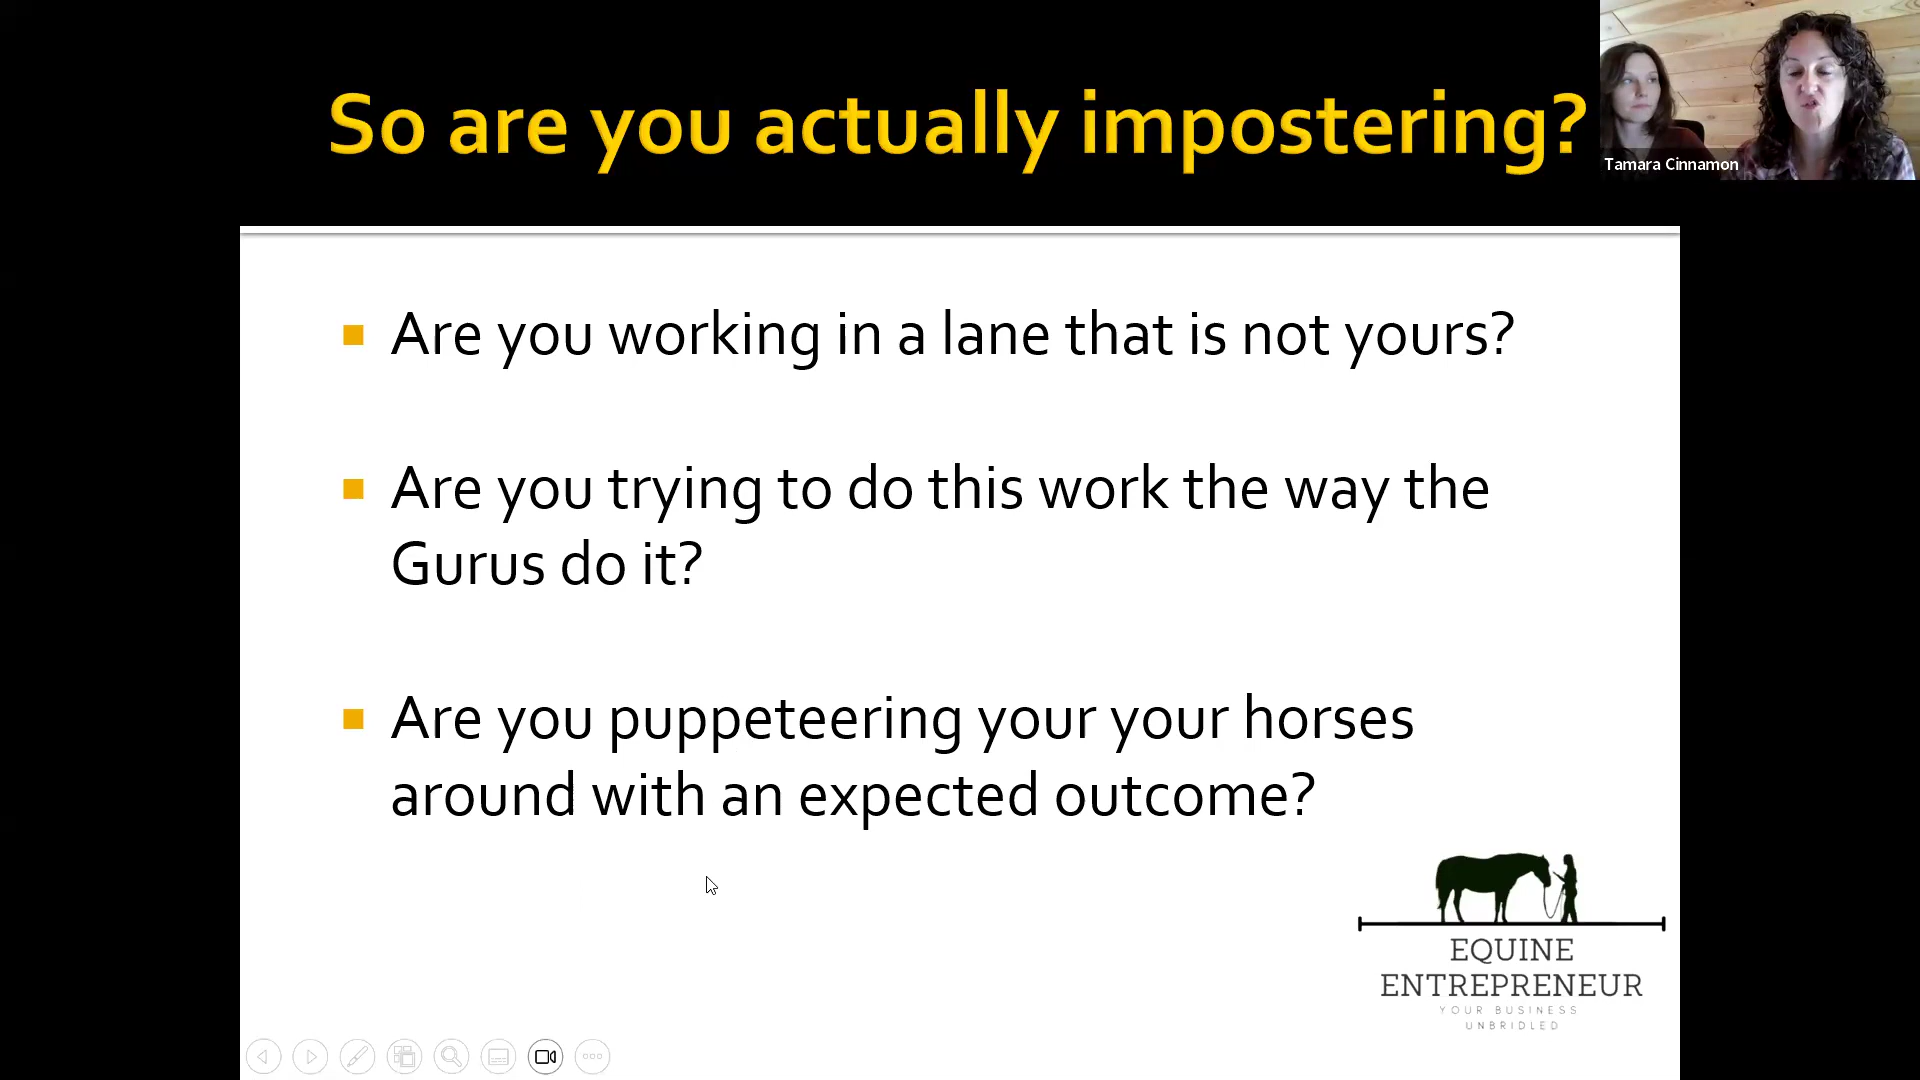 So are you actually impostering?
Tamara Cinnamon
Are you working in a lane that is not yours?
Are you trying to do this work the way the
Gurus do it?
Are you puppeteering your your horses
around with an expected outcome?
EQUINE
ENTREPRENEUR
YOUR BUSINESS
UNBRIDLED